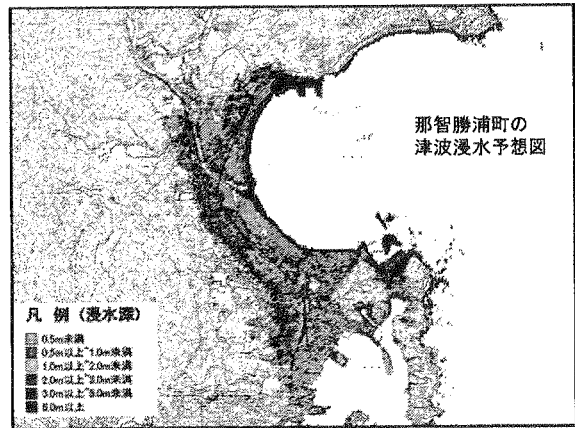 那智勝浦町の
津波浸水予想図
凡 例 (浸水深)
0.5m未満
0.5m以上~1.0m未満
1.0m以上~2.0m未満
2.0m以上~3.0m未満
3.0m以上~5.0m未満
5.0m以上